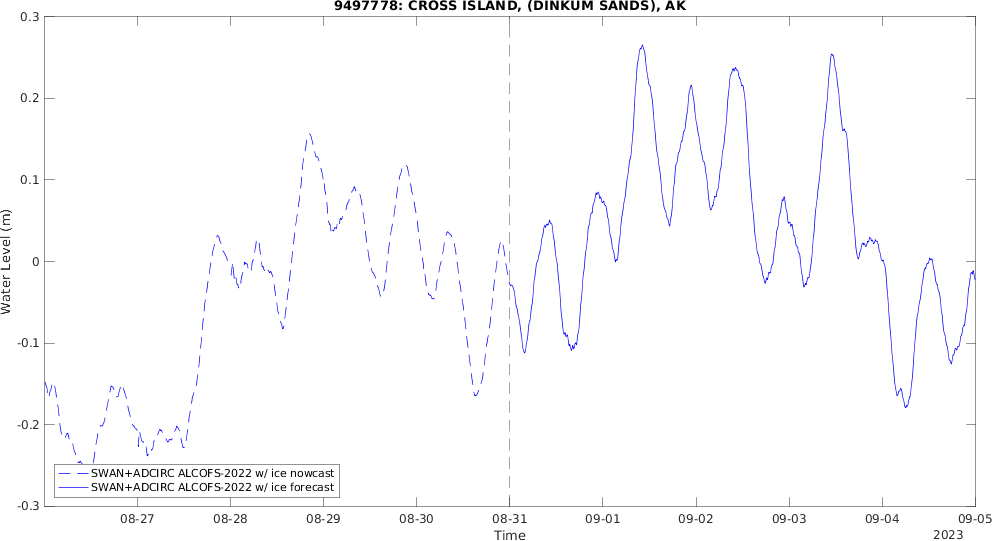 9497778: CROSS ISLAND, (DINKUM SANDS), AK
0.3
0.2
0.1
0
-0.1
-0.2
-0.3
Water Level (m)
SWAN+ADCIRC ALCOFS-2022 w/ ice nowcast
SWAN+ADCIRC ALCOFS-2022 w/ ice forecast
08-27 08-28 08-29 08-30 08-31 09-01 09-02 09-03 09-04 09-05
Time
2023